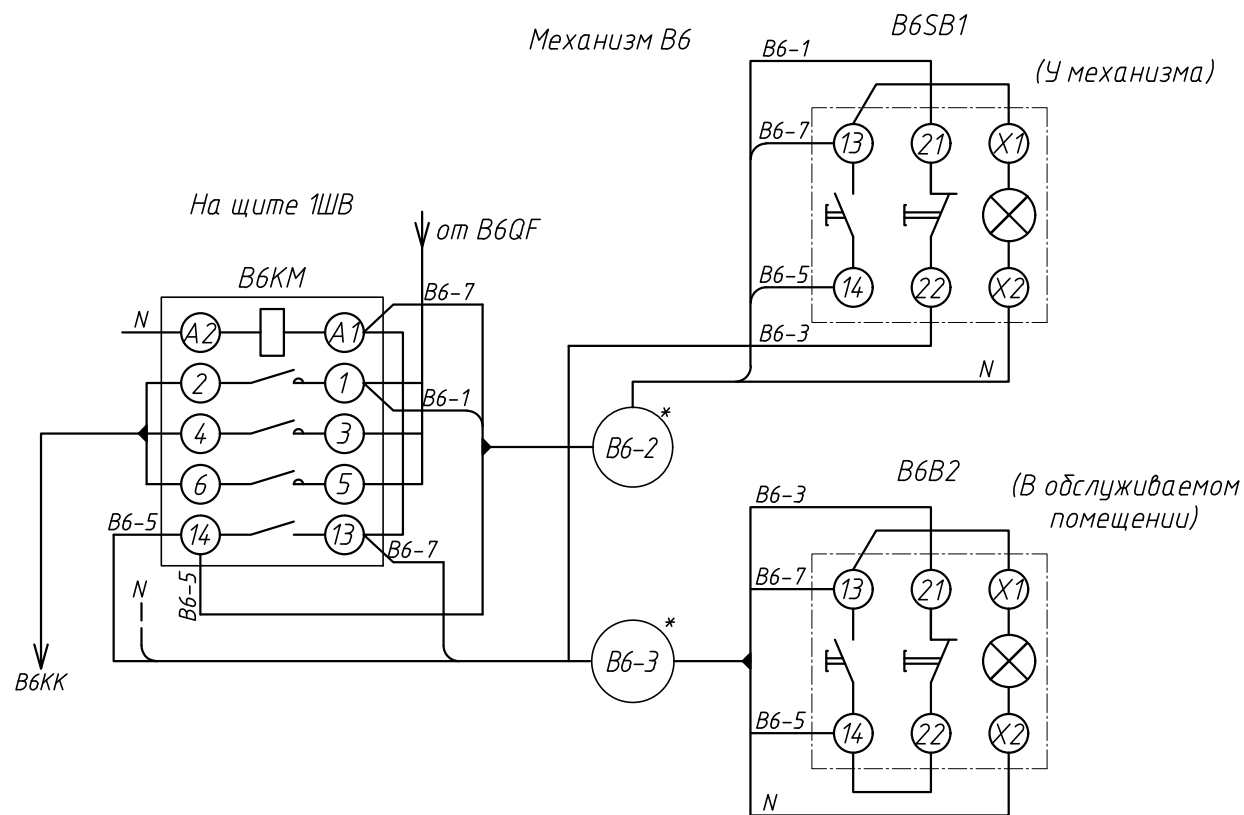 Механизм В6
В6SB1
(У механизма)
В6-1
В6-7
13
21
X1
В6-5
14
22
X2
В6-3
N
На щите 1ШВ
от В6QF
В6КМ
В6-7
N
А2
А1
2
1
В6-1
4
3
6
5
В6-5
14
13
В6-7
В6-5
N
В6КК
В6-2
*
В6-3
*
В6В2
(В обслуживаемом
помещении)
В6-3
В6-7
13
21
X1
В6-5
14
22
X2
N